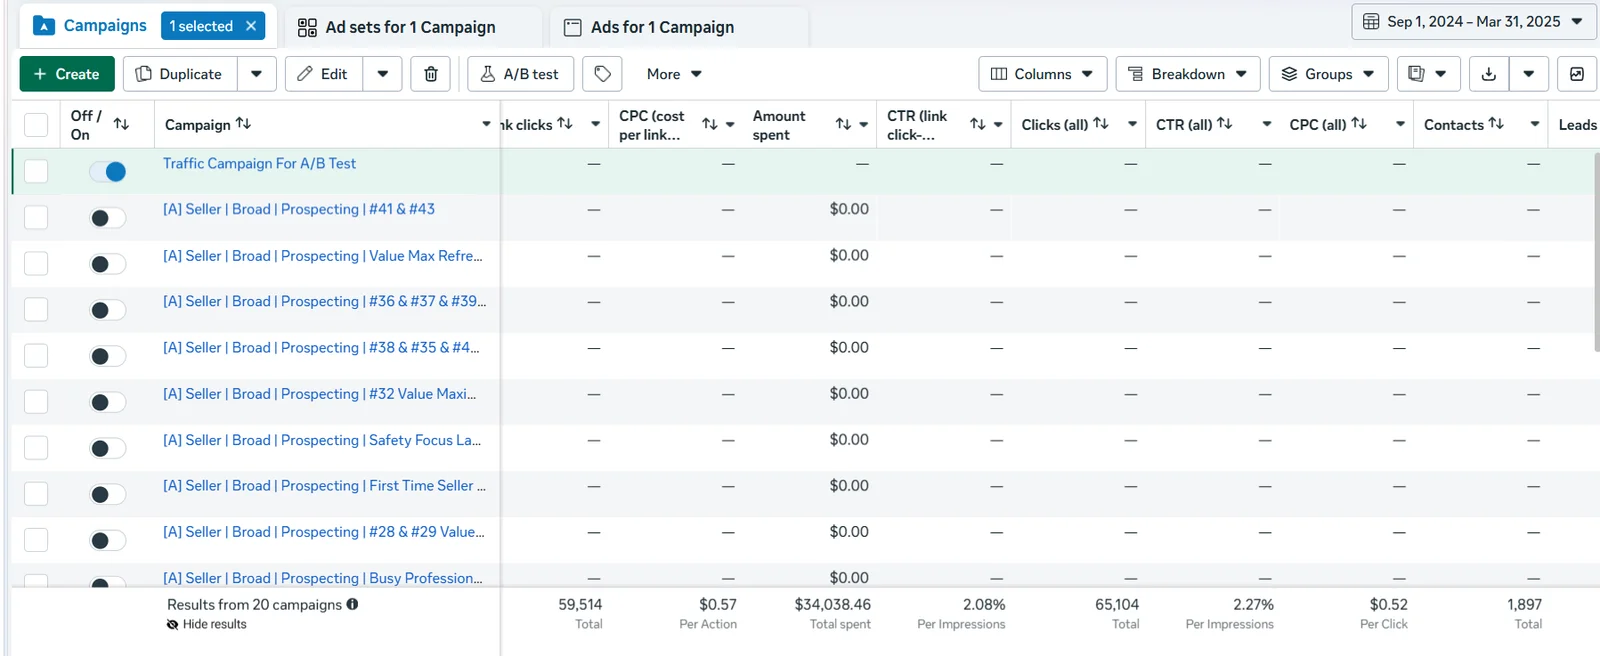 Campaigns 1 selected ✕ Ad sets for 1 Campaign Ads for 1 Campaign Sep 1, 2024 – Mar 31, 2025
+ Create Duplicate Edit A/B test More Columns Breakdown Groups
Off / On Campaign nk clicks CPC (cost per link... Amount spent CTR (link click-... Clicks (all) CTR (all) CPC (all) Contacts Leads
Traffic Campaign For A/B Test — — — — — — — —
[A] Seller | Broad | Prospecting | #41 & #43 — — $0.00 — — — — —
[A] Seller | Broad | Prospecting | Value Max Refre... — — $0.00 — — — — —
[A] Seller | Broad | Prospecting | #36 & #37 & #39... — — $0.00 — — — — —
[A] Seller | Broad | Prospecting | #38 & #35 & #4... — — $0.00 — — — — —
[A] Seller | Broad | Prospecting | #32 Value Maxi... — — $0.00 — — — — —
[A] Seller | Broad | Prospecting | Safety Focus La... — — $0.00 — — — — —
[A] Seller | Broad | Prospecting | First Time Seller ... — — $0.00 — — — — —
[A] Seller | Broad | Prospecting | #28 & #29 Value... — — $0.00 — — — — —
[A] Seller | Broad | Prospecting | Busy Profession... — — $0.00 — — — — —
Results from 20 campaigns 59,514 $0.57 $34,038.46 2.08% 65,104 2.27% $0.52 1,897
Hide results Total Per Action Total spent Per Impressions Total Per Impressions Per Click Total